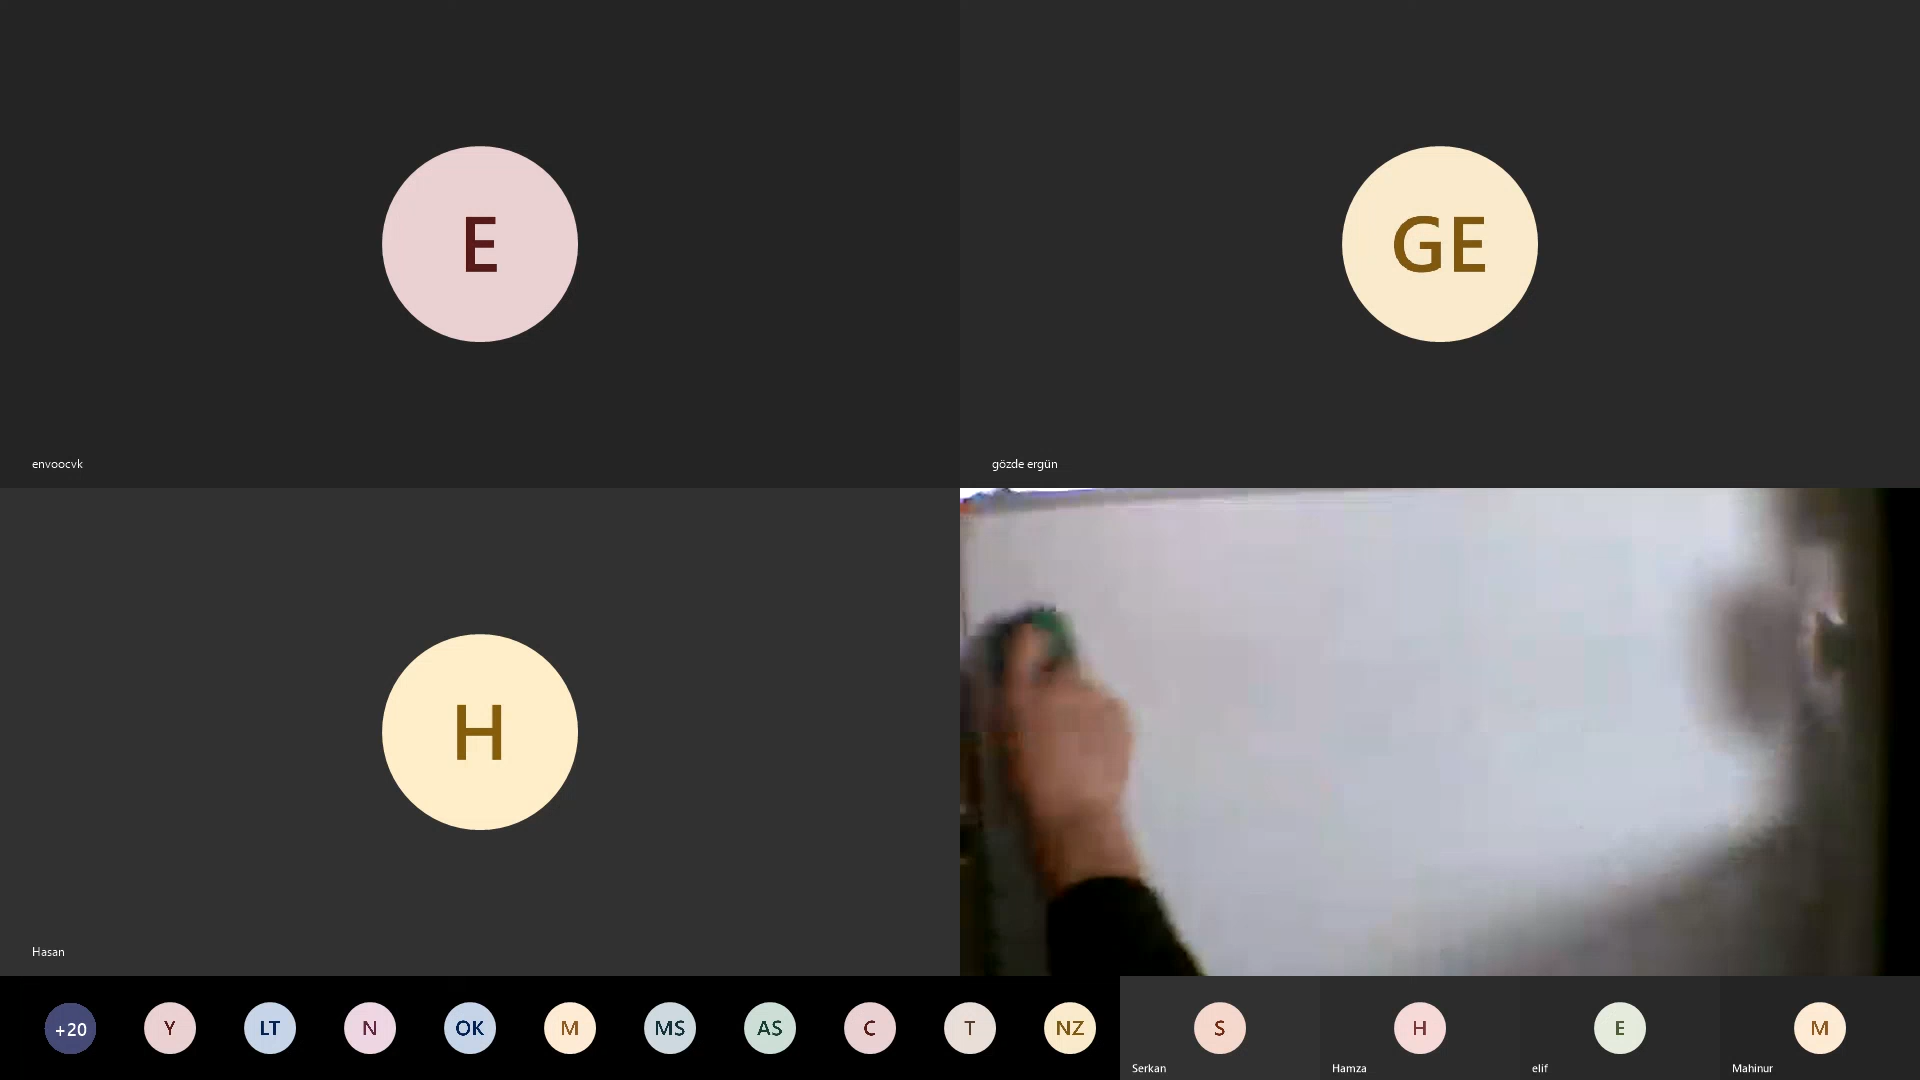 E
envoocvk
GE
gözde ergün
H
Hasan
+20
Y
LT
N
OK
M
MS
AS
C
T
NZ
S
Serkan
H
Hamza
E
elif
M
Mahinur